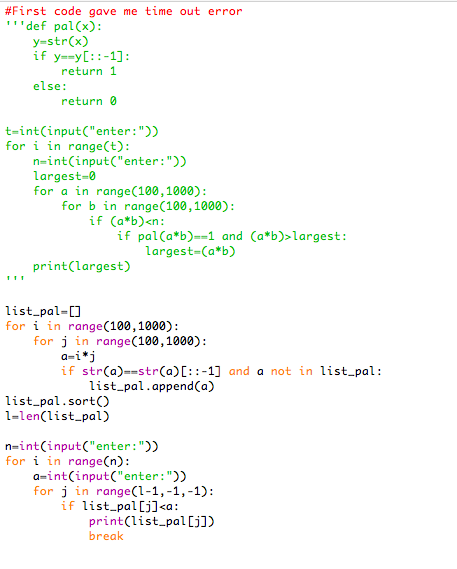 #First code gave me time out error
'''def pal(x):
    y=str(x)
    if y==y[::-1]:
        return 1
    else:
        return 0

t=int(input("enter:"))
for i in range(t):
    n=int(input("enter:"))
    largest=0
    for a in range(100,1000):
        for b in range(100,1000):
            if (a*b)<n:
                if pal(a*b)==1 and (a*b)>largest:
                    largest=(a*b)
    print(largest)
'''

list_pal=[]
for i in range(100,1000):
    for j in range(100,1000):
        a=i*j
        if str(a)==str(a)[::-1] and a not in list_pal:
            list_pal.append(a)
list_pal.sort()
l=len(list_pal)

n=int(input("enter:"))
for i in range(n):
    a=int(input("enter:"))
    for j in range(l-1,-1,-1):
        if list_pal[j]<a:
            print(list_pal[j])
            break